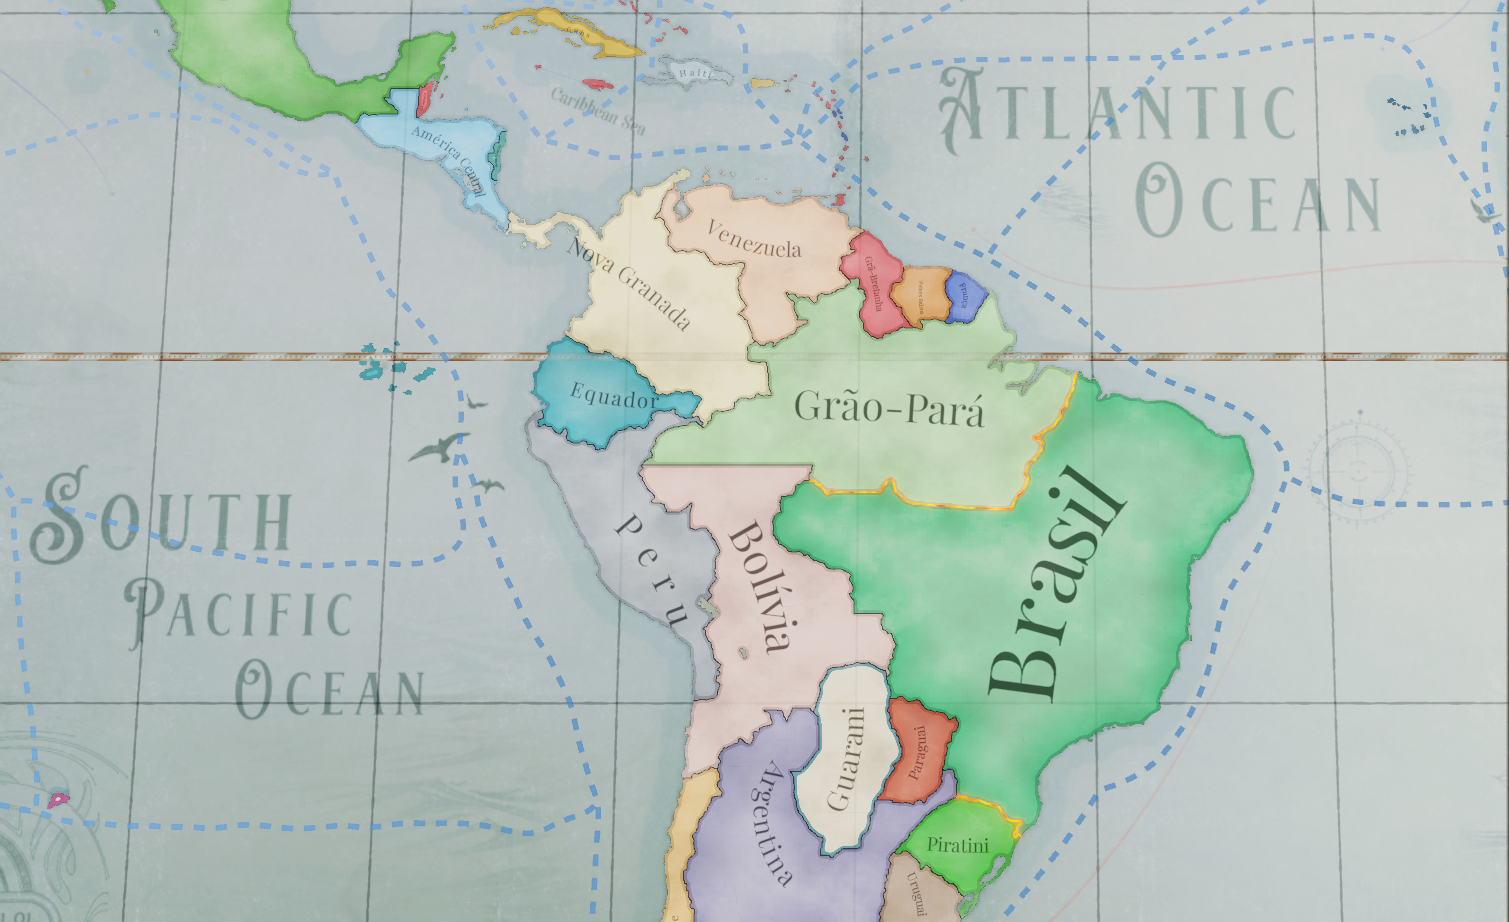 Haiti
Caribbean Sea
ATLANTIC
OCEAN
América Central
Venezuela
Nova Granada
Grã-Bretanha
Equador
Grão-Pará
Brasil
SOUTH
PACIFIC
OCEAN
Peru
Bolívia
Guarani
Paraguai
Argentina
Piratini
Uruguai